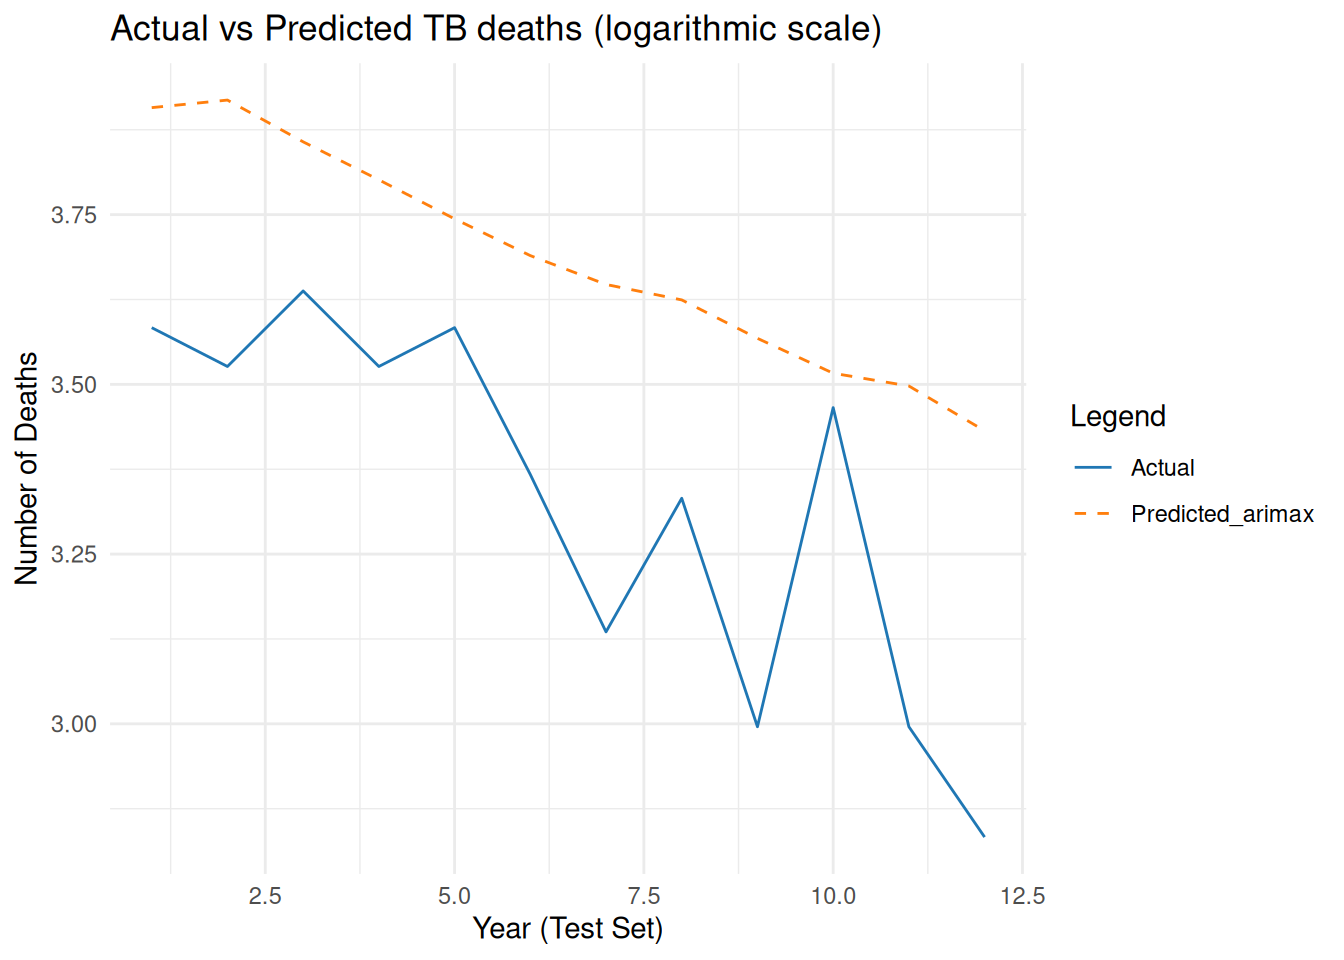 Actual vs Predicted TB deaths (logarithmic scale)
Number of Deaths
3.75
3.50
3.25
3.00
2.5 5.0 7.5 10.0 12.5
Year (Test Set)
Legend
Actual
Predicted_arimax